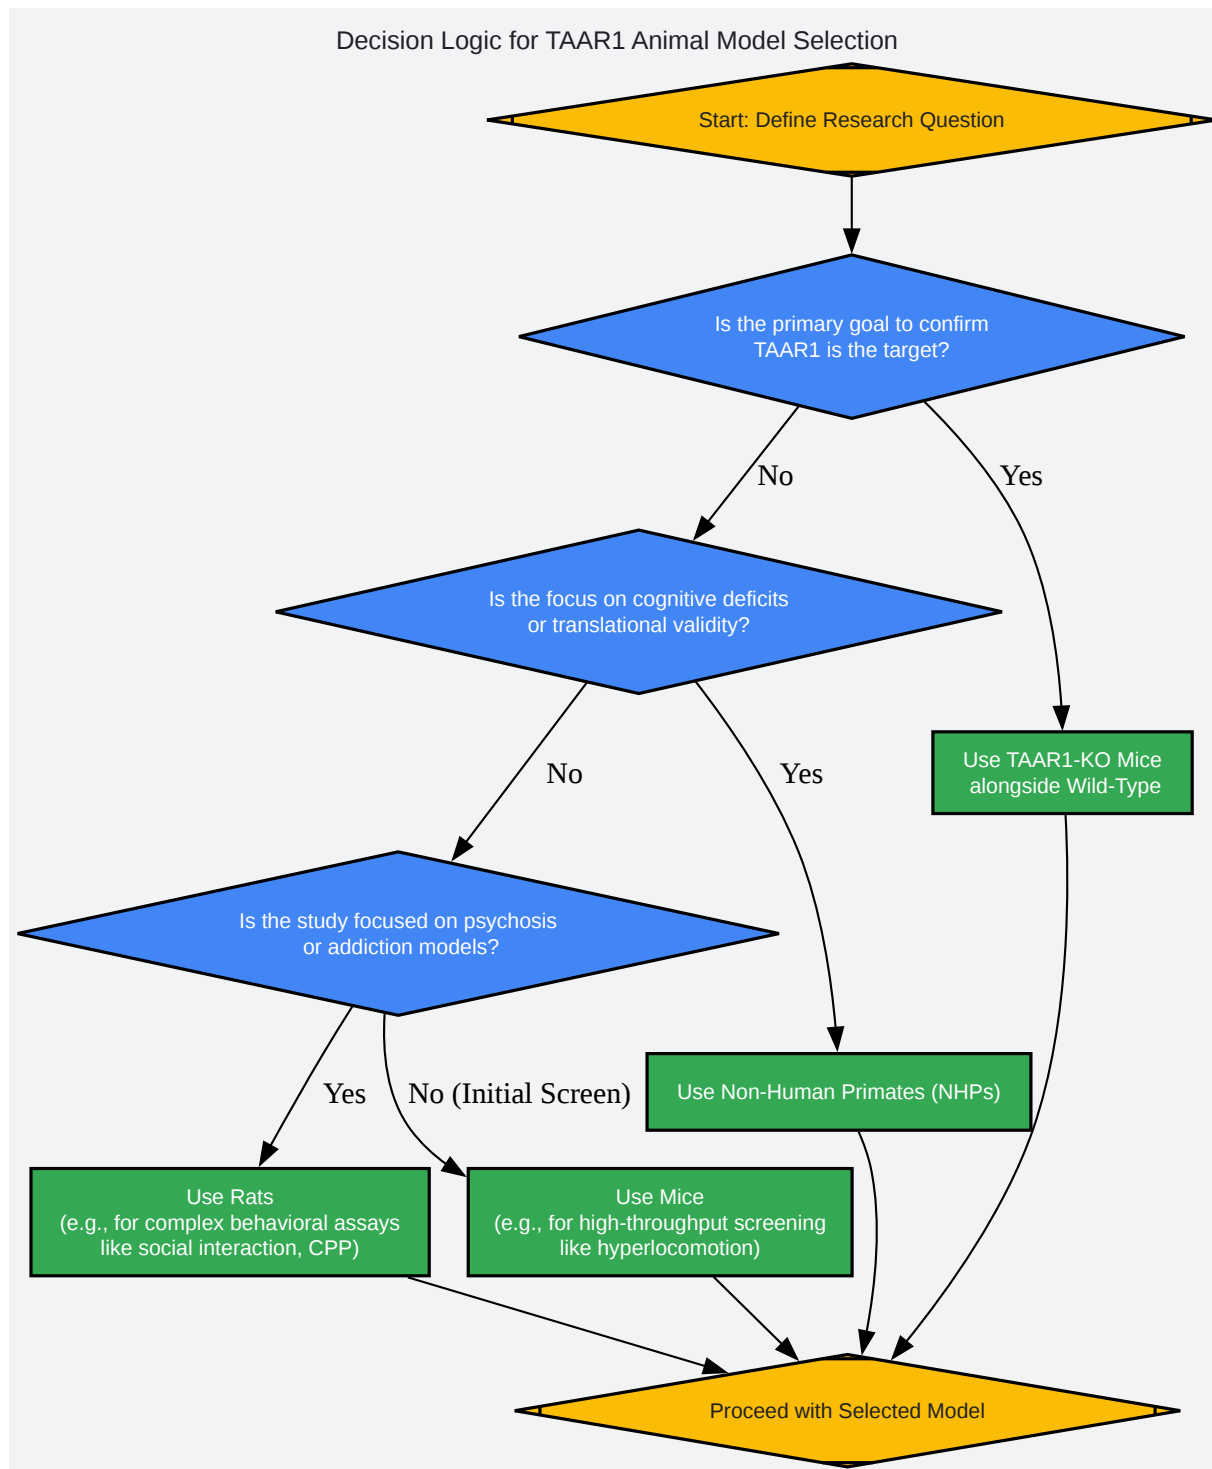 Decision Logic for TAAR1 Animal Model Selection
Start: Define Research Question
Is the primary goal to confirm
TAAR1 is the target?
No
Yes
Is the focus on cognitive deficits
or translational validity?
No
Yes
Use TAAR1-KO Mice
alongside Wild-Type
Is the study focused on psychosis
or addiction models?
Yes
No (Initial Screen)
Use Non-Human Primates (NHPs)
Use Rats
(e.g., for complex behavioral assays
like social interaction, CPP)
Use Mice
(e.g., for high-throughput screening
like hyperlocomotion)
Proceed with Selected Model